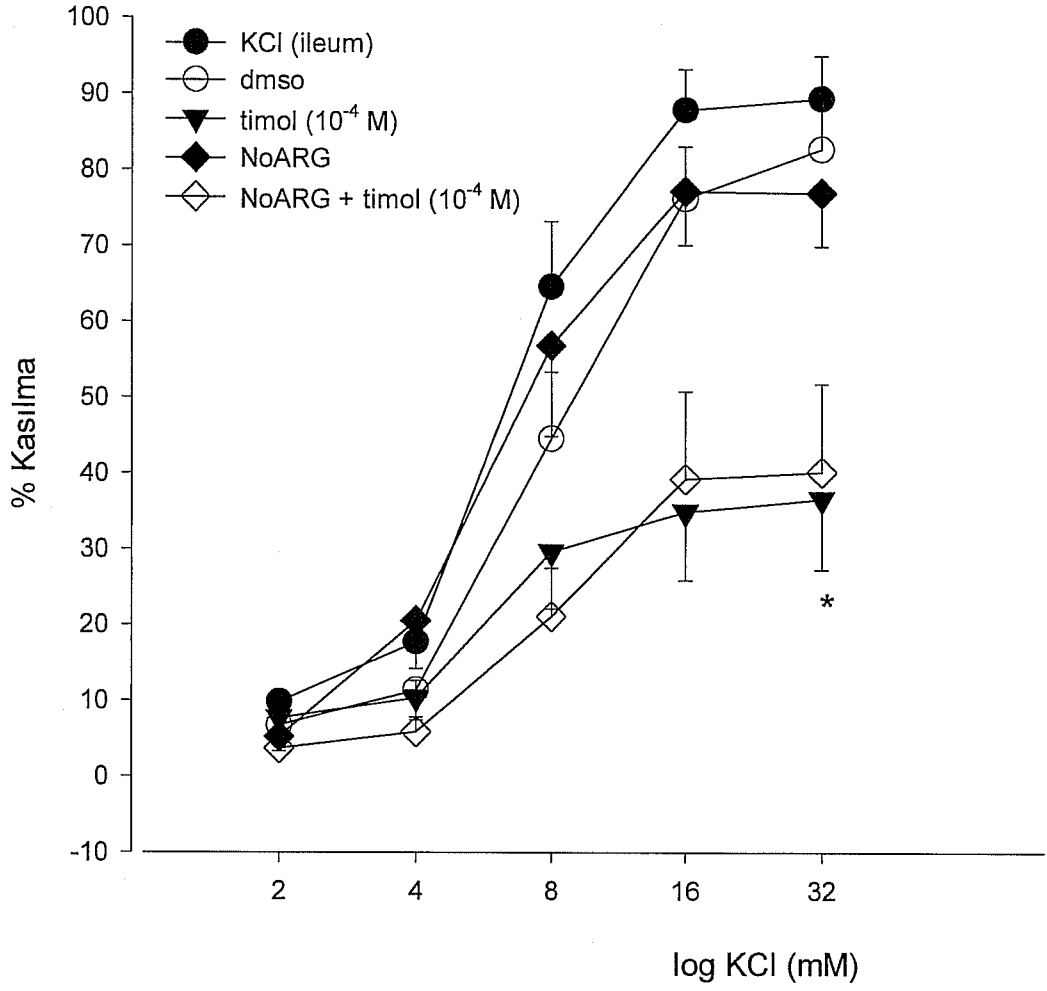 100
90
80
70
60
50
40
30
20
10
0
-10
% Kasılma
KCl (ileum)
dmso
timol (10⁻⁴ M)
NoARG
NoARG + timol (10⁻⁴ M)
*
2 4 8 16 32
log KCl (mM)